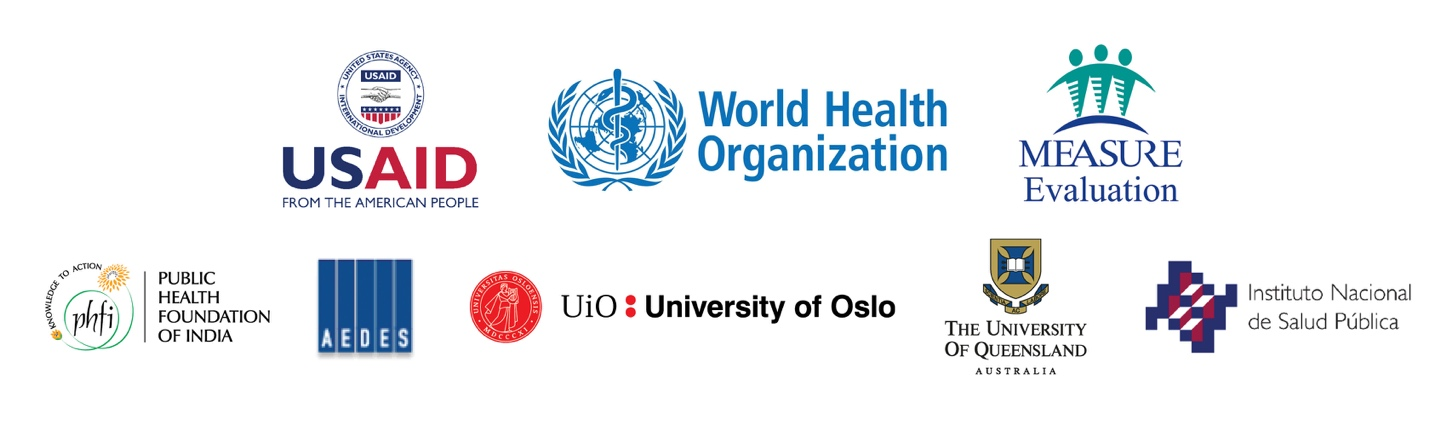 UNITED STATES AGENCY
USAID
INTERNATIONAL DEVELOPMENT
USAID
FROM THE AMERICAN PEOPLE
World Health
Organization
MEASURE
Evaluation
KNOWLEDGE TO ACTION
phfi
PUBLIC
HEALTH
FOUNDATION
OF INDIA
AEDES
UNIVERSITAS OSLOENSIS
MDCCCXI
UiO : University of Oslo
THE UNIVERSITY
OF QUEENSLAND
AUSTRALIA
Instituto Nacional
de Salud Pública